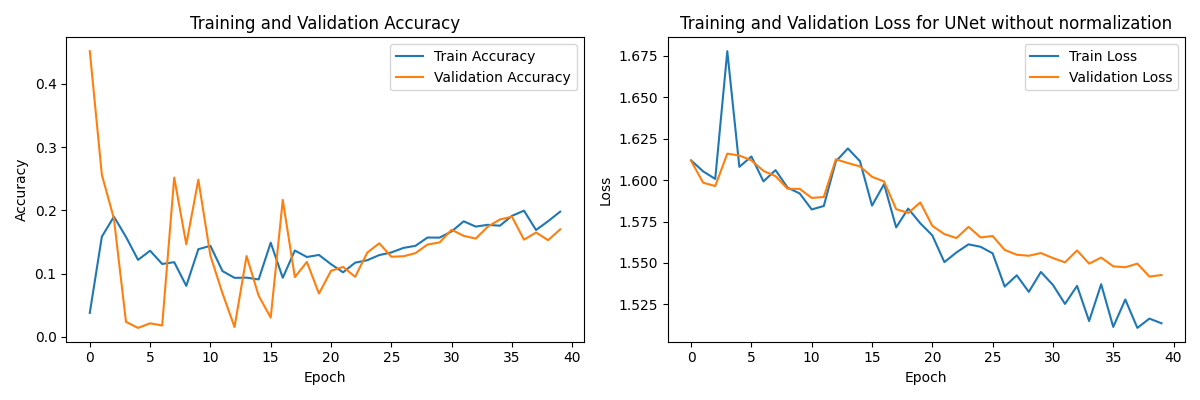 Training and Validation Accuracy
Train Accuracy
Validation Accuracy
Accuracy
0.4
0.3
0.2
0.1
0.0
0 5 10 15 20 25 30 35 40
Epoch
Training and Validation Loss for UNet without normalization
Train Loss
Validation Loss
Loss
1.675
1.650
1.625
1.600
1.575
1.550
1.525
0 5 10 15 20 25 30 35 40
Epoch